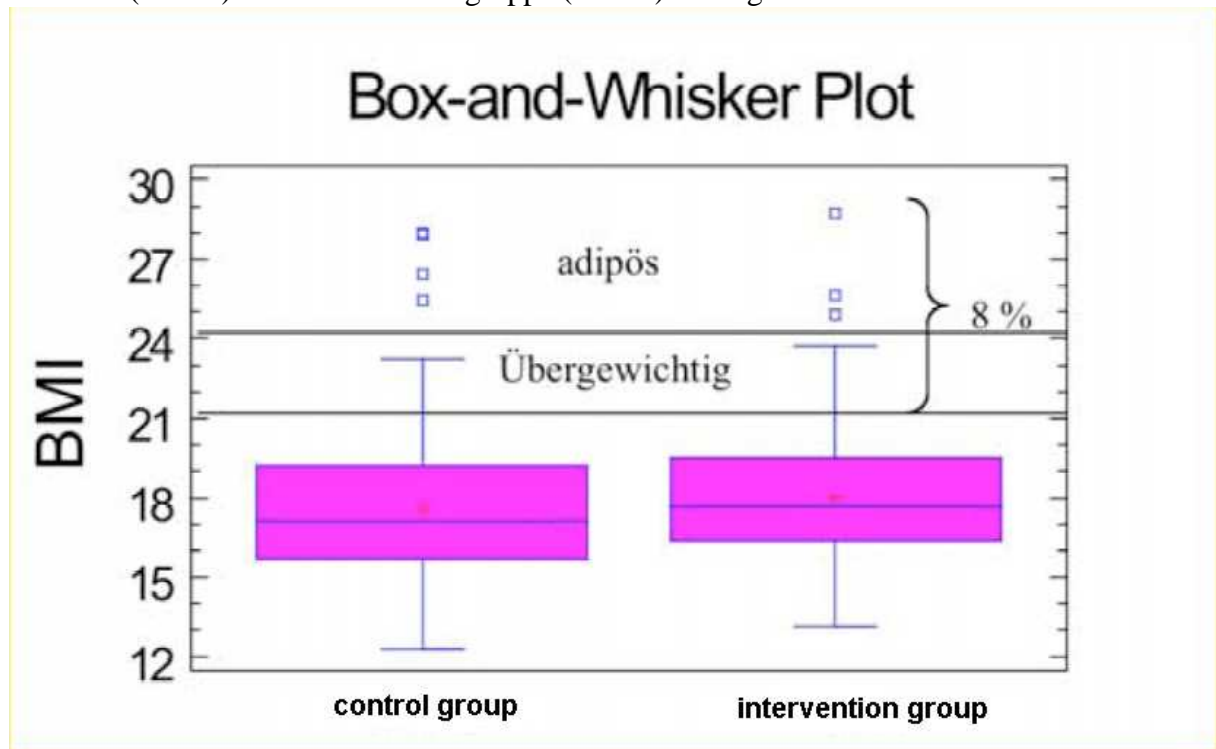 Box-and-Whisker Plot
BMI
30
27
24
21
18
15
12
adipös
8 %
Übergewichtig
control group
intervention group